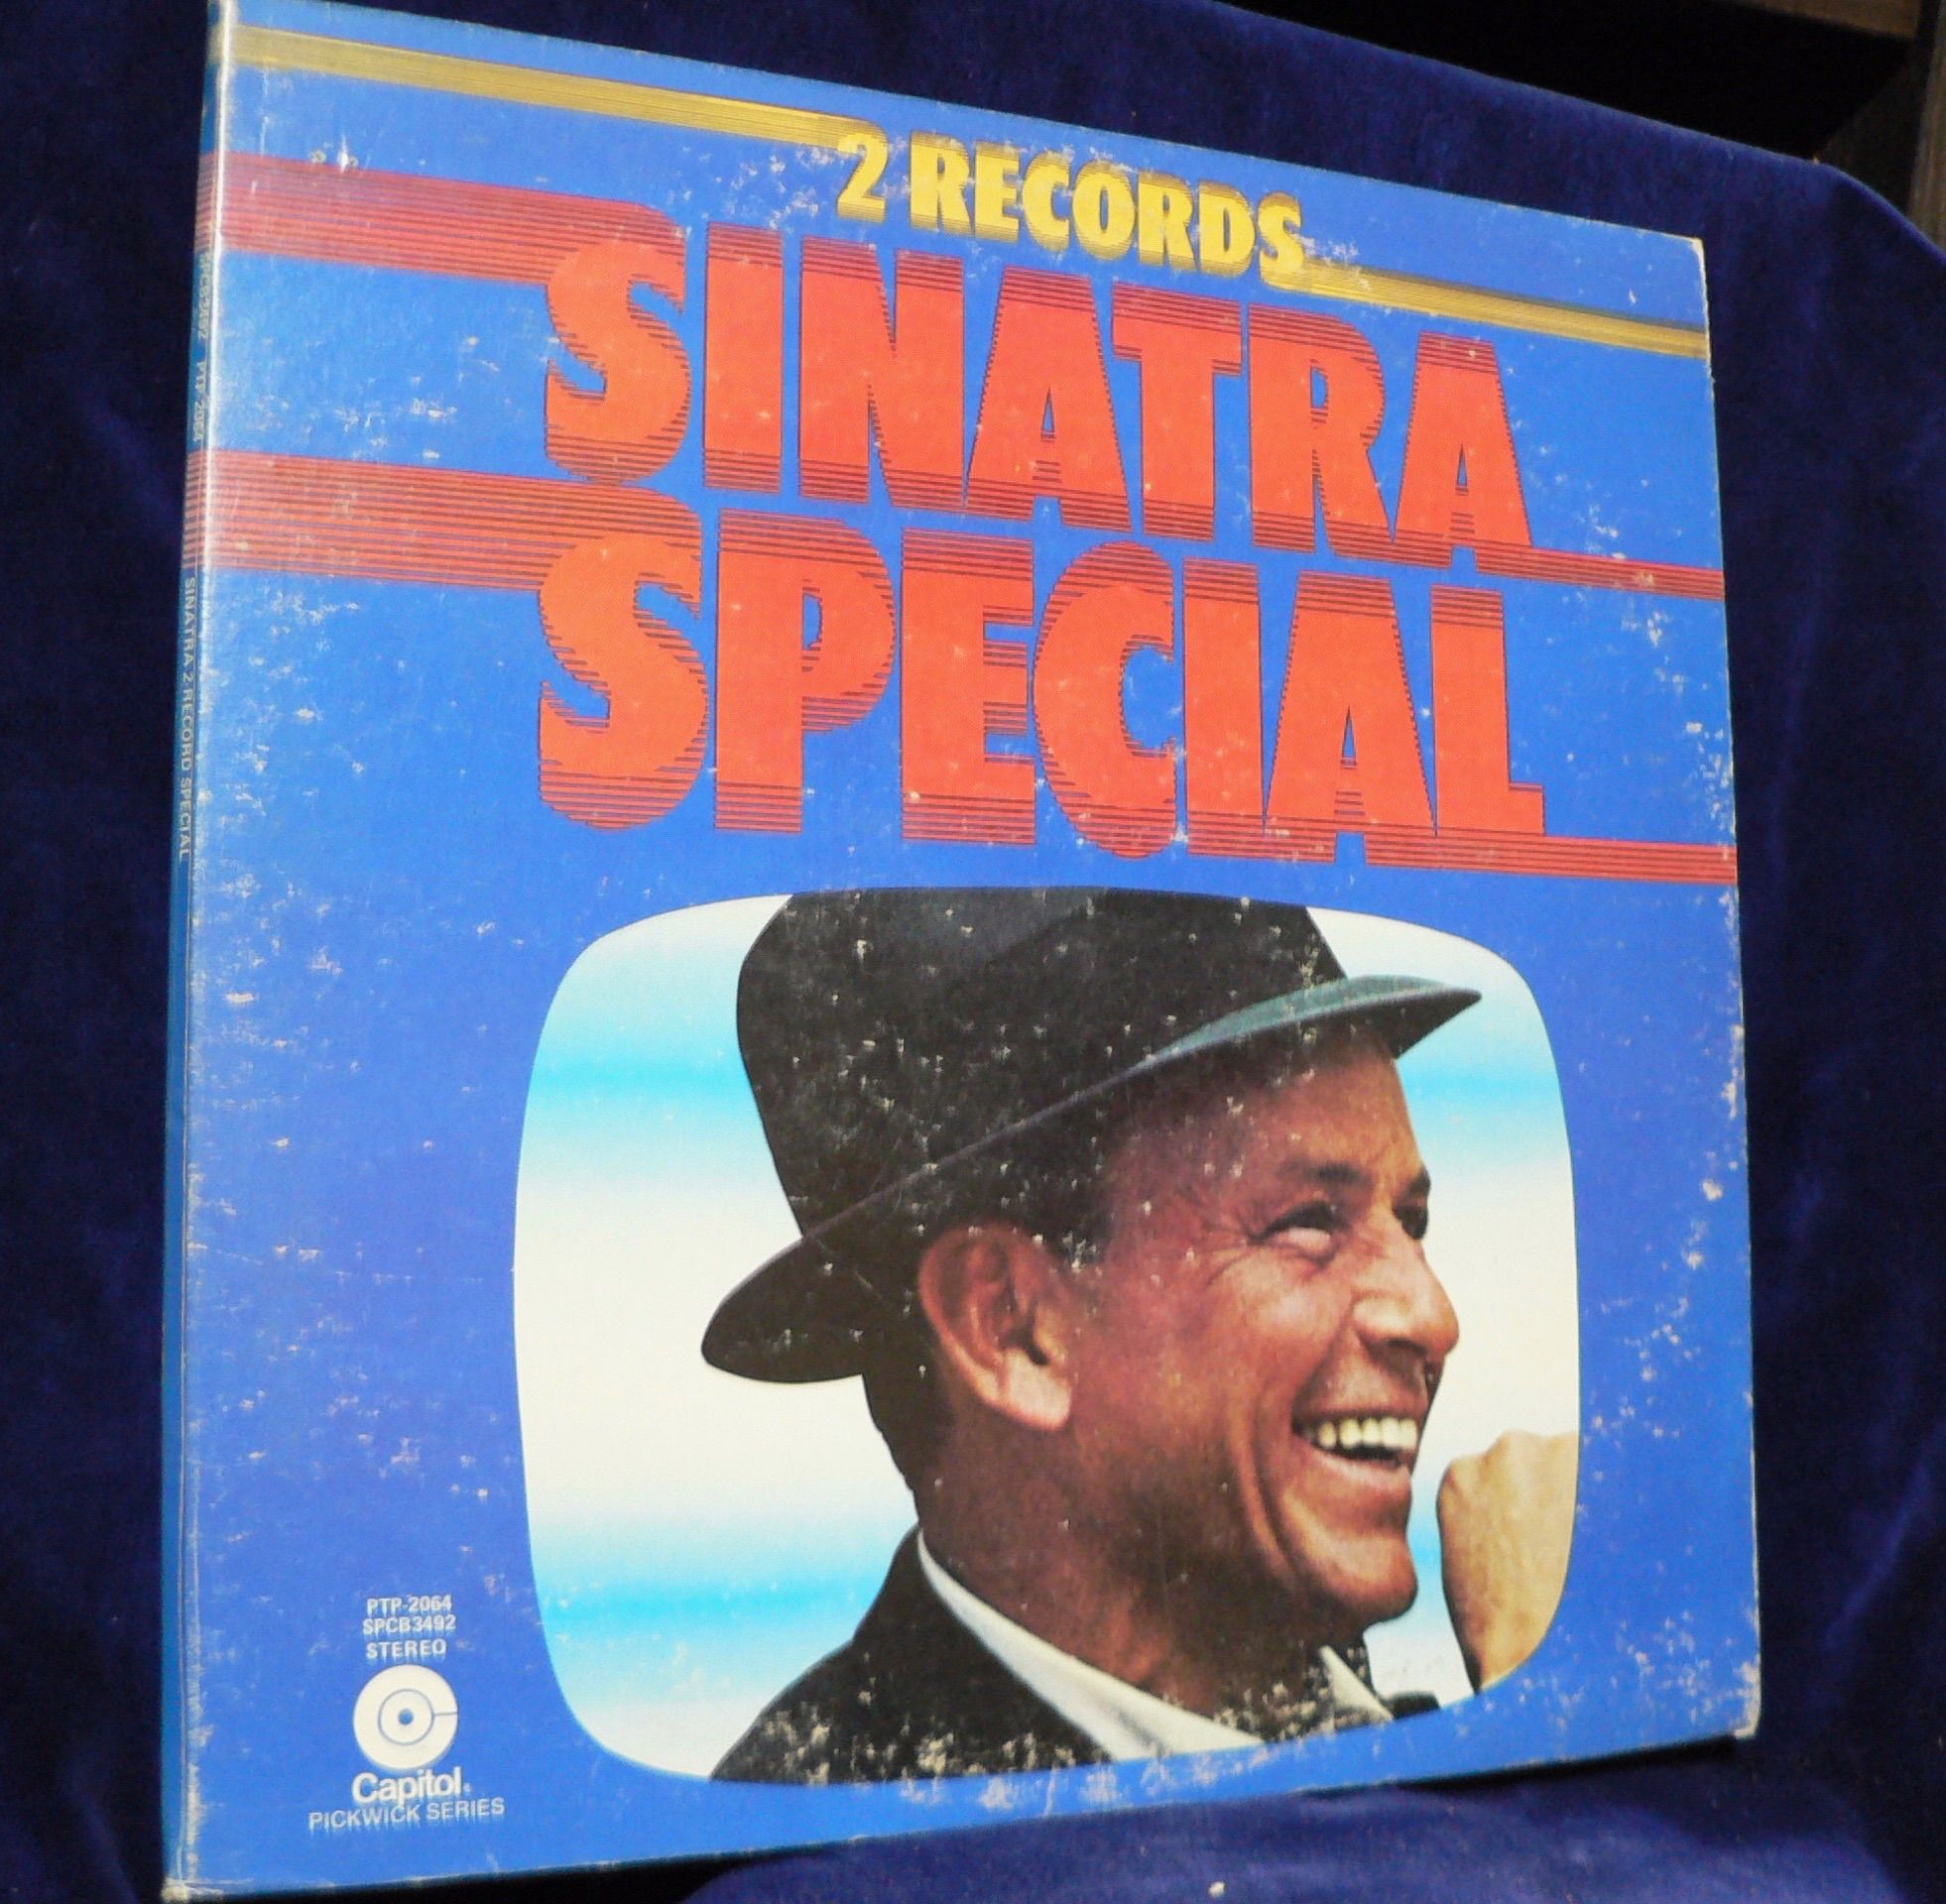 2 RECORDS
SINATRA
SPECIAL
SPCB3492 PTP-2064 SINATRA 2 RECORD SPECIAL
PTP-2064
SPCB3492
STEREO
Capitol
PICKWICK SERIES